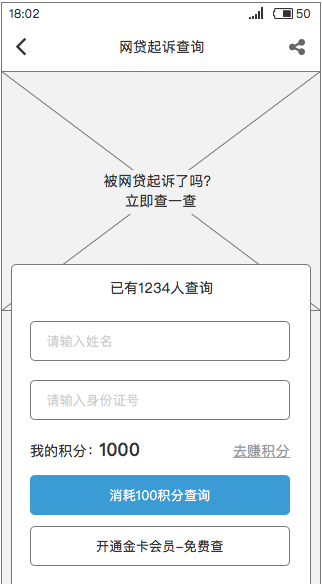 18:02
50
网贷起诉查询
被网贷起诉了吗?
立即查一查
已有1234人查询
请输入姓名
请输入身份证号
我的积分：1000
去赚积分
消耗100积分查询
开通金卡会员-免费查